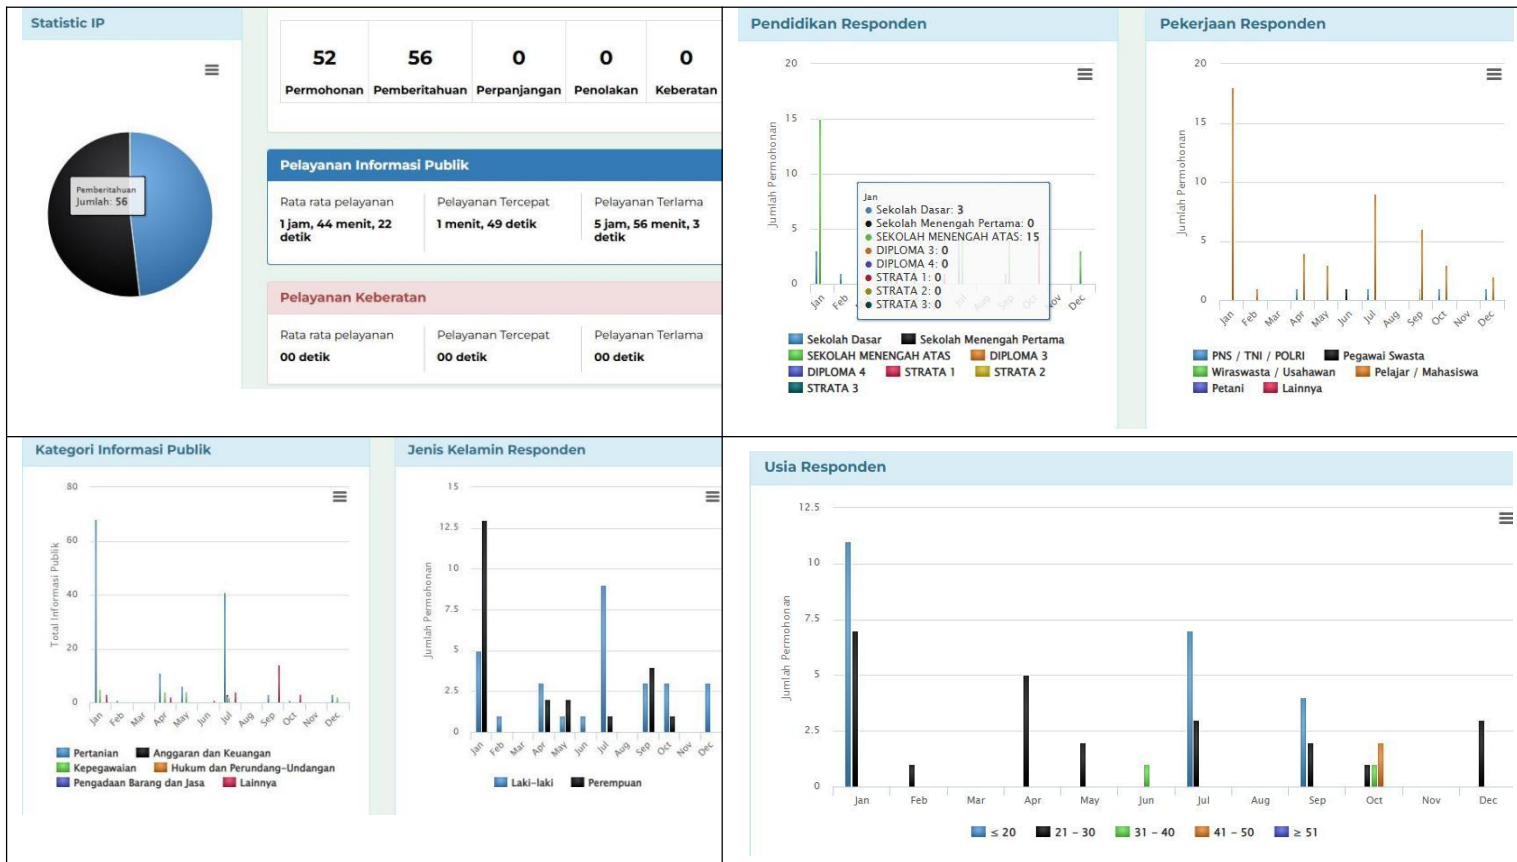 Statistic IP
52 56 0 0 0
Permohonan Pemberitahuan Perpanjangan Penolakan Keberatan
Pemberitahuan
Jumlah: 56
Pelayanan Informasi Publik
Rata rata pelayanan
1 jam, 44 menit, 22
detik
Pelayanan Tercepat
1 menit, 49 detik
Pelayanan Terlama
5 jam, 56 menit, 3
detik
Pelayanan Keberatan
Rata rata pelayanan
00 detik
Pelayanan Tercepat
00 detik
Pelayanan Terlama
00 detik
Pendidikan Responden
Jumlah Permohonan
20
15
10
5
0
Jan
Sekolah Dasar: 3
Sekolah Menengah Pertama: 0
SEKOLAH MENENGAH ATAS: 15
DIPLOMA 3: 0
DIPLOMA 4: 0
STRATA 1: 0
STRATA 2: 0
STRATA 3: 0
Jan Feb Jul Aug Sep Oct Nov Dec
Sekolah Dasar Sekolah Menengah Pertama
SEKOLAH MENENGAH ATAS DIPLOMA 3
DIPLOMA 4 STRATA 1 STRATA 2
STRATA 3
Pekerjaan Responden
Jumlah Permohonan
20
15
10
5
0
Jan Feb Mar Apr May Jun Jul Aug Sep Oct Nov Dec
PNS / TNI / POLRI Pegawai Swasta
Wiraswasta / Usahawan Pelajar / Mahasiswa
Petani Lainnya
Kategori Informasi Publik
Total Informasi Publik
80
60
40
20
0
Jan Feb Mar Apr May Jun Jul Aug Sep Oct Nov Dec
Pertanian Anggaran dan Keuangan
Kepegawaian Hukum dan Perundang-Undangan
Pengadaan Barang dan Jasa Lainnya
Jenis Kelamin Responden
Jumlah Permohonan
15
12.5
10
7.5
5
2.5
0
Jan Feb Mar Apr May Jun Jul Aug Sep Oct Nov Dec
Laki-laki Perempuan
Usia Responden
Jumlah Permohonan
12.5
10
7.5
5
2.5
0
Jan Feb Mar Apr May Jun Jul Aug Sep Oct Nov Dec
≤ 20 21 - 30 31 - 40 41 - 50 ≥ 51